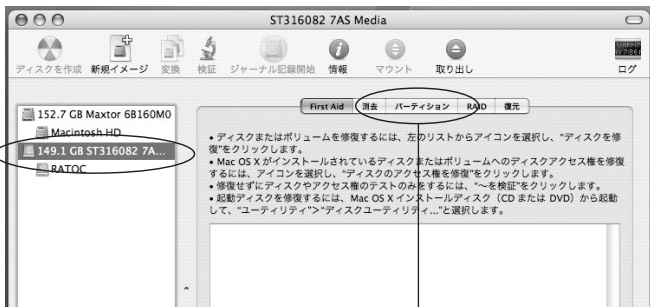 ST316082 7AS Media
ディスクを作成 新規イメージ 変換 検証 ジャーナル記録開始 情報 マウント 取り出し ログ
152.7 GB Maxtor 6B160M0
Macintosh HD
149.1 GB ST316082 7A...
RATOC
First Aid 消去 パーティション RAID 復元
• ディスクまたはボリュームを修復するには、左のリストからアイコンを選択し、“ディスクを修
復”をクリックします。
• Mac OS X がインストールされているディスクまたはボリュームへのディスクアクセス権を修復
するには、アイコンを選択し、“ディスクのアクセス権を修復”をクリックします。
• 修復せずにディスクやアクセス権のテストのみをするには、“〜を検証”をクリックします。
• 起動ディスクを修復するには、Mac OS X インストールディスク（CD または DVD）から起動
して、“ユーティリティ”>“ディスクユーティリティ...”と選択します。